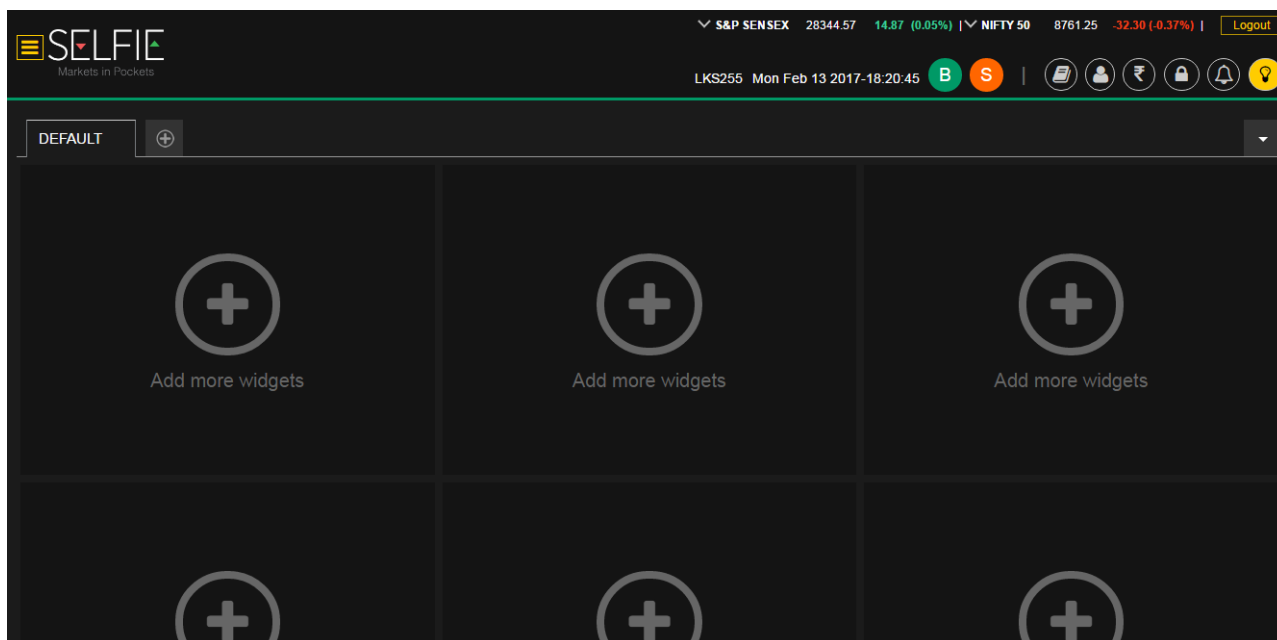 S&P SENSEX 28344.57 14.87 (0.05%) | NIFTY 50 8761.25 -32.30 (-0.37%) | Logout
SELFIE
Markets in Pockets
LKS255 Mon Feb 13 2017-18:20:45 B S | ₹
DEFAULT
Add more widgets Add more widgets Add more widgets